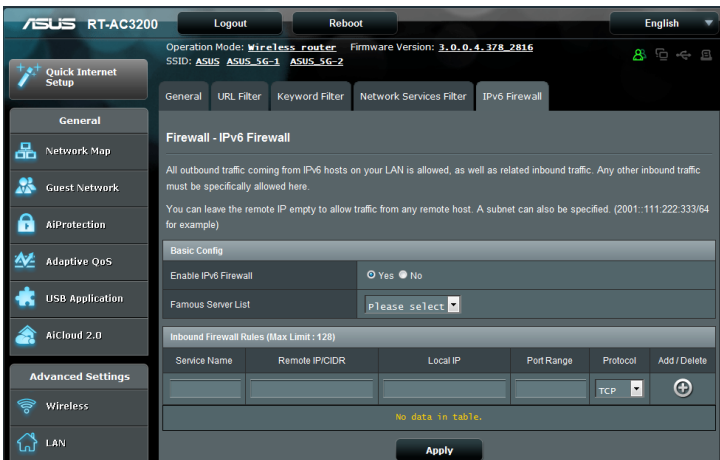 ASUS RT-AC3200 Logout Reboot English
Operation Mode: Wireless router Firmware Version: 3.0.0.4.378_2816
SSID: ASUS ASUS_5G-1 ASUS_5G-2
Quick Internet
Setup
General
Network Map
Guest Network
AiProtection
Adaptive QoS
USB Application
AiCloud 2.0
Advanced Settings
Wireless
LAN
General URL Filter Keyword Filter Network Services Filter IPv6 Firewall
Firewall - IPv6 Firewall
All outbound traffic coming from IPv6 hosts on your LAN is allowed, as well as related inbound traffic. Any other inbound traffic
must be specifically allowed here.
You can leave the remote IP empty to allow traffic from any remote host. A subnet can also be specified. (2001::111:222:333/64
for example)
Basic Config
Enable IPv6 Firewall Yes No
Famous Server List Please select
Inbound Firewall Rules (Max Limit : 128)
Service Name Remote IP/CIDR Local IP Port Range Protocol Add / Delete
TCP
No data in table.
Apply